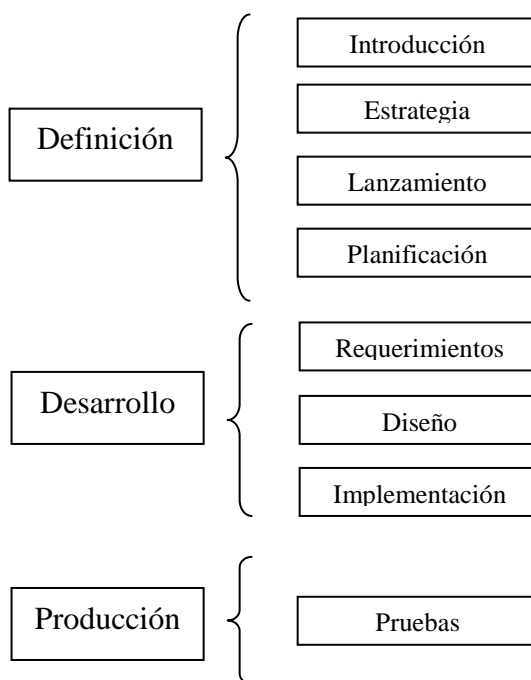 Definición
Introducción
Estrategia
Lanzamiento
Planificación
Desarrollo
Requerimientos
Diseño
Implementación
Producción
Pruebas